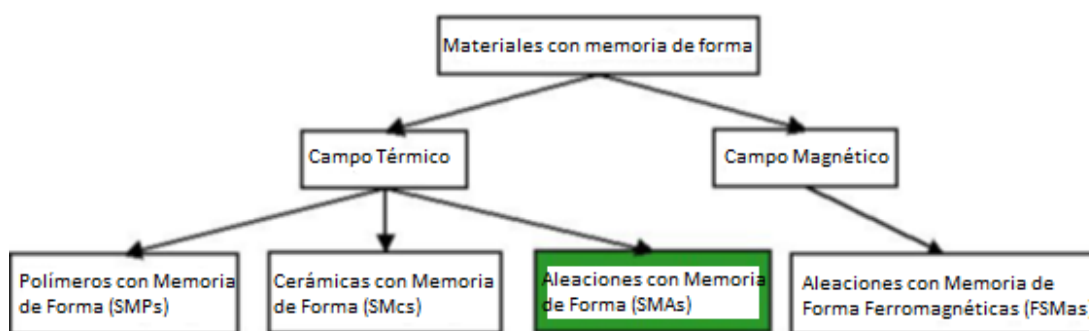 Materiales con memoria de forma
Campo Térmico
Campo Magnético
Polímeros con Memoria
de Forma (SMPs)
Cerámicas con Memoria
de Forma (SMcs)
Aleaciones con Memoria
de Forma (SMAs)
Aleaciones con Memoria de
Forma Ferromagnéticas (FSMas)